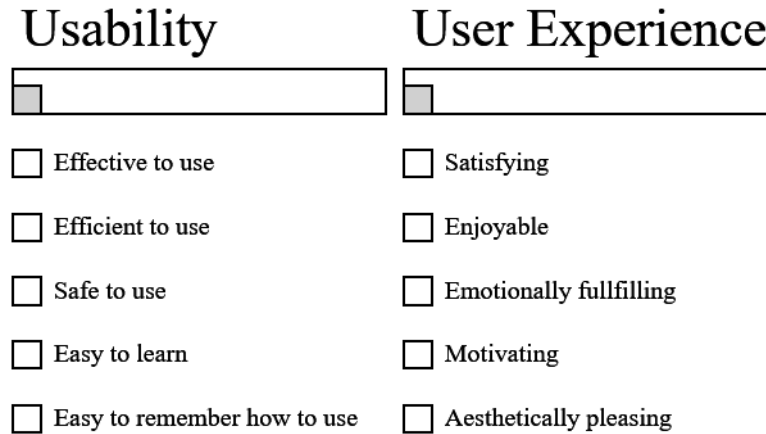 Usability
Effective to use
Efficient to use
Safe to use
Easy to learn
Easy to remember how to use
User Experience
Satisfying
Enjoyable
Emotionally fullfilling
Motivating
Aesthetically pleasing